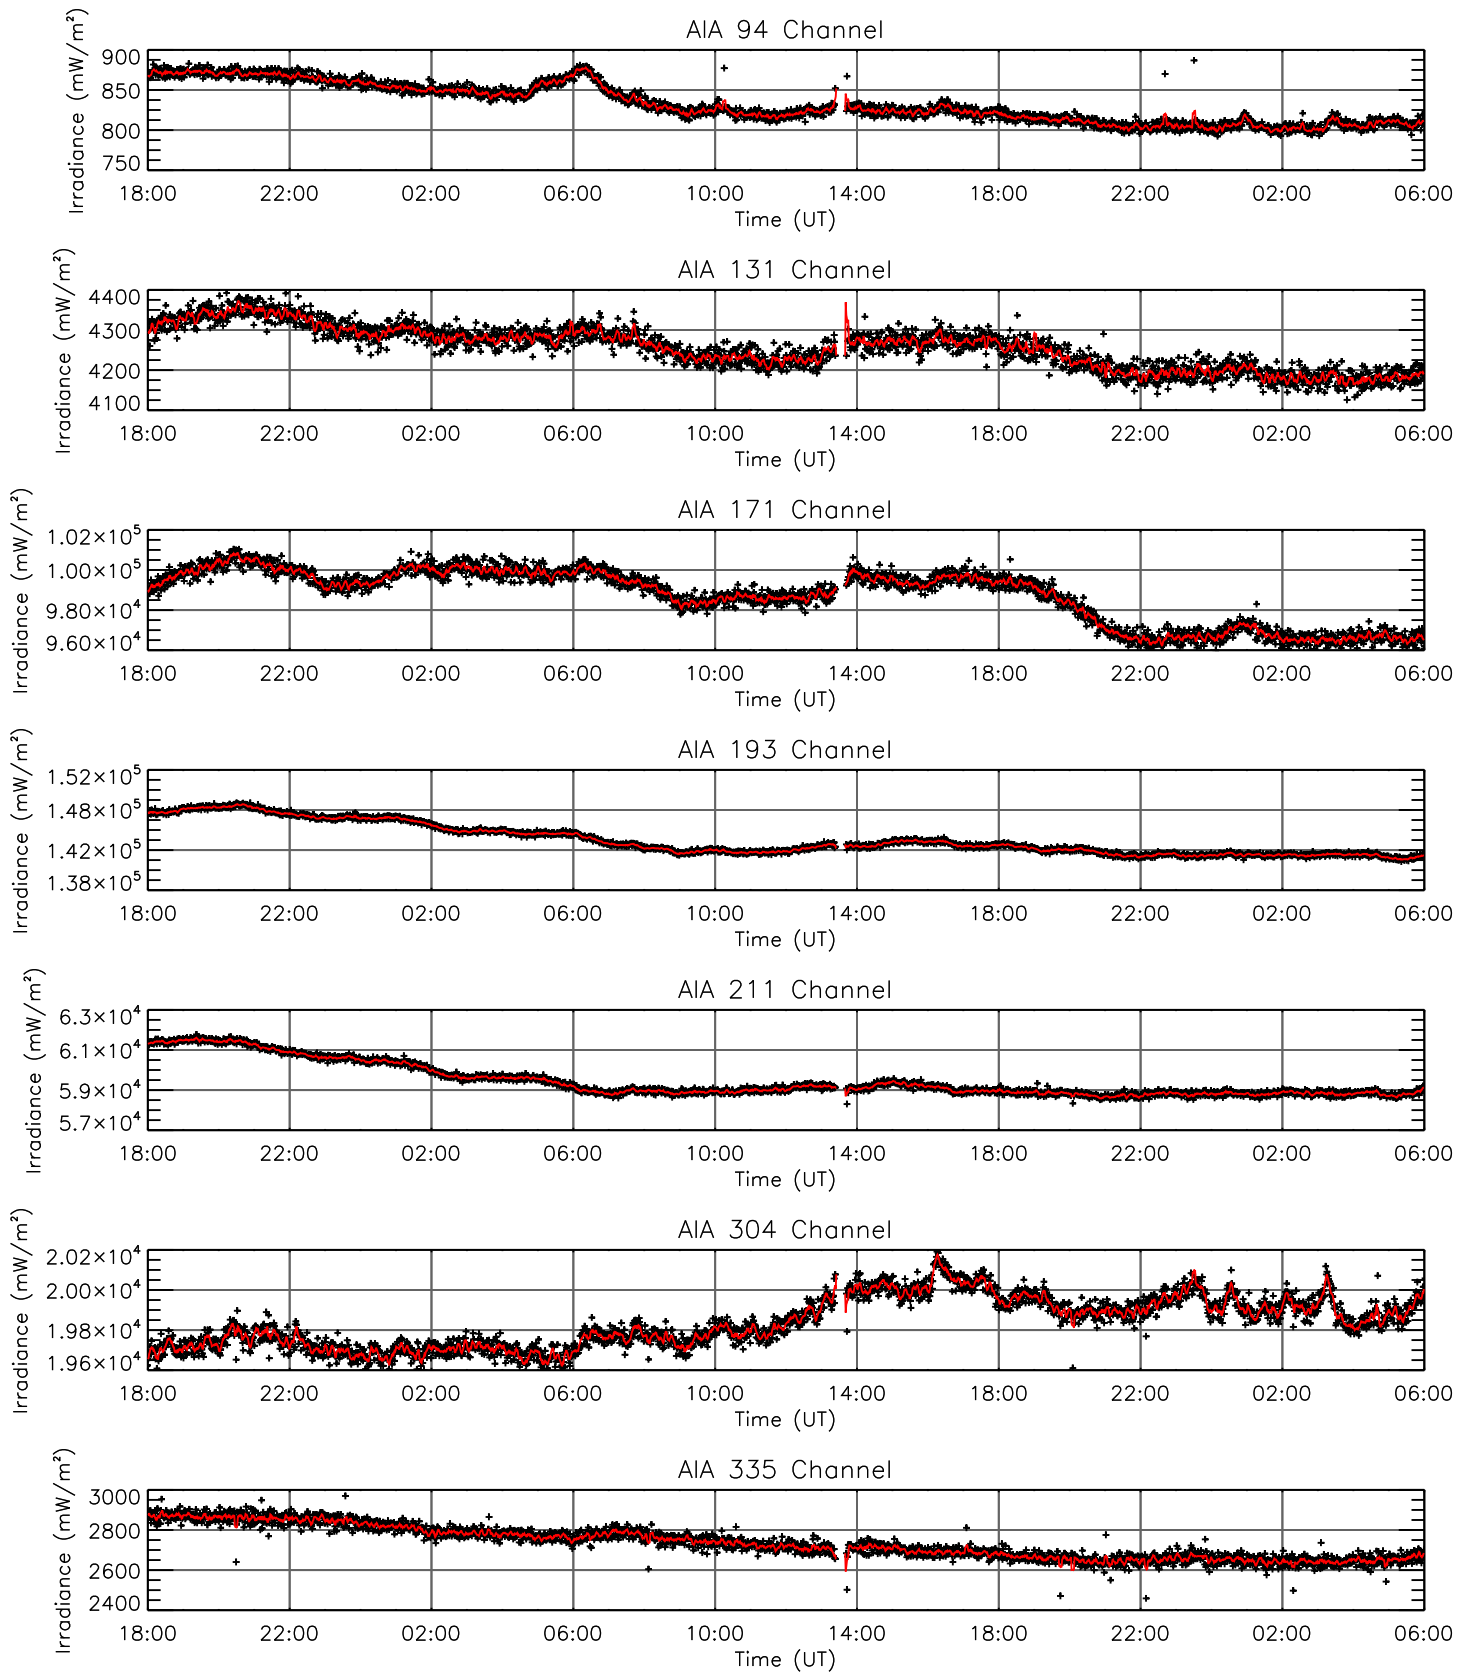 AIA 94 Channel
Irradiance (mW/m²)
900
850
800
750
18:00 22:00 02:00 06:00 10:00 14:00 18:00 22:00 02:00 06:00
Time (UT)
AIA 131 Channel
Irradiance (mW/m²)
4400
4300
4200
4100
18:00 22:00 02:00 06:00 10:00 14:00 18:00 22:00 02:00 06:00
Time (UT)
AIA 171 Channel
Irradiance (mW/m²)
1.02×10⁵
1.00×10⁵
9.80×10⁴
9.60×10⁴
18:00 22:00 02:00 06:00 10:00 14:00 18:00 22:00 02:00 06:00
Time (UT)
AIA 193 Channel
Irradiance (mW/m²)
1.52×10⁵
1.48×10⁵
1.42×10⁵
1.38×10⁵
18:00 22:00 02:00 06:00 10:00 14:00 18:00 22:00 02:00 06:00
Time (UT)
AIA 211 Channel
Irradiance (mW/m²)
6.3×10⁴
6.1×10⁴
5.9×10⁴
5.7×10⁴
18:00 22:00 02:00 06:00 10:00 14:00 18:00 22:00 02:00 06:00
Time (UT)
AIA 304 Channel
Irradiance (mW/m²)
2.02×10⁴
2.00×10⁴
1.98×10⁴
1.96×10⁴
18:00 22:00 02:00 06:00 10:00 14:00 18:00 22:00 02:00 06:00
Time (UT)
AIA 335 Channel
Irradiance (mW/m²)
3000
2800
2600
2400
18:00 22:00 02:00 06:00 10:00 14:00 18:00 22:00 02:00 06:00
Time (UT)